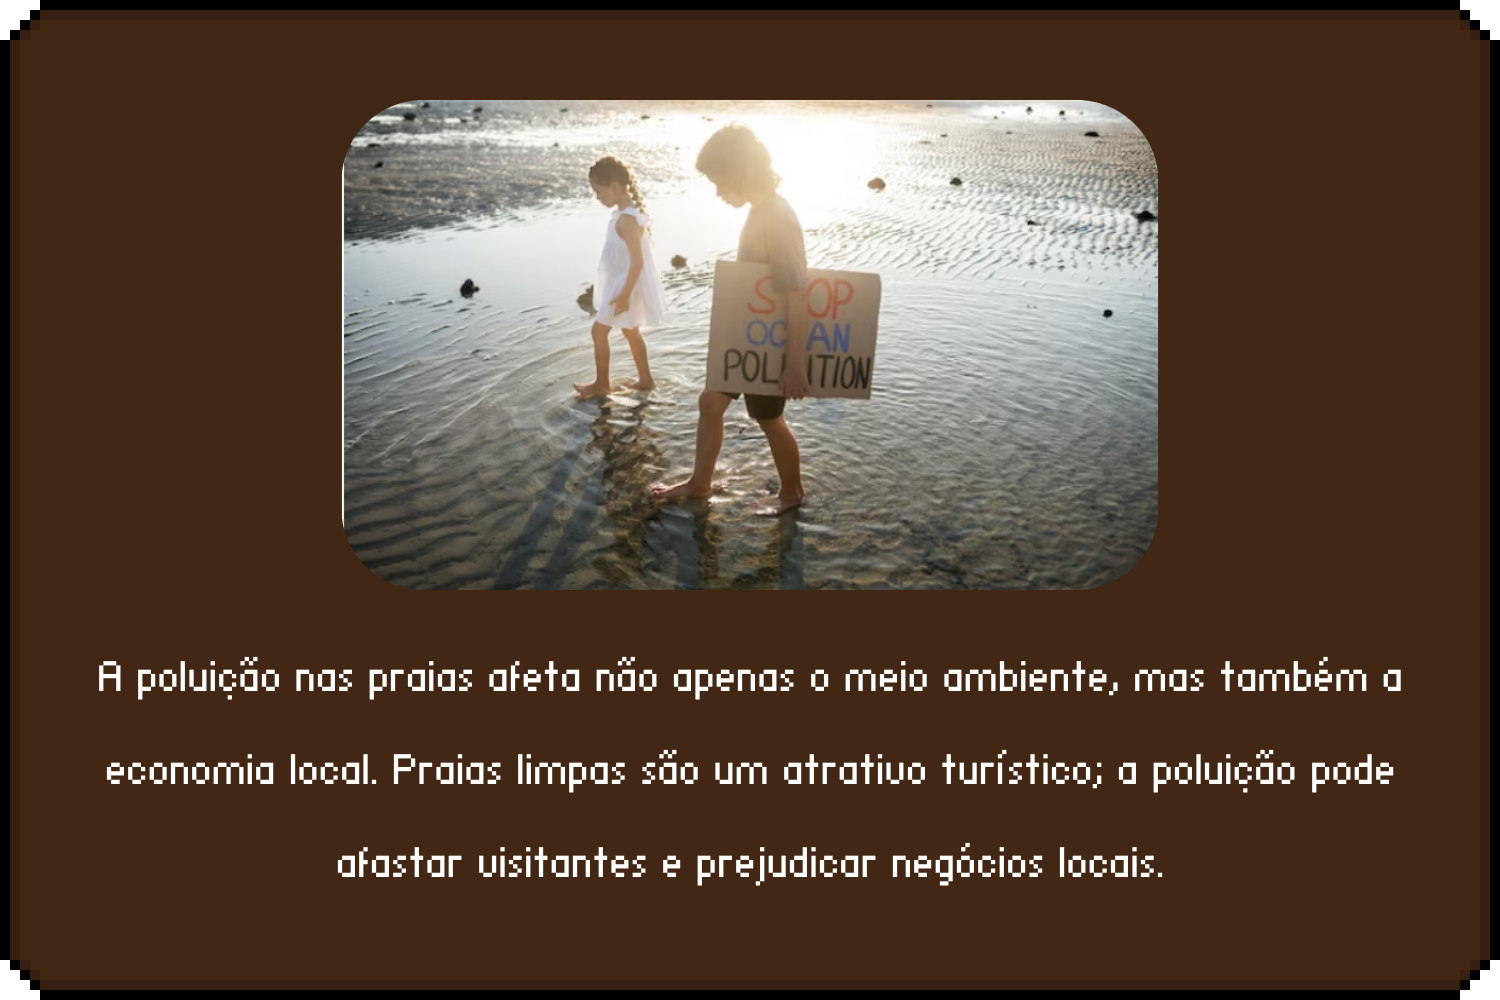 STOP
OCEAN
POLLUTION
A poluição nas praias afeta não apenas o meio ambiente, mas também a
economia local. Praias limpas são um atrativo turístico; a poluição pode
afastar visitantes e prejudicar negócios locais.